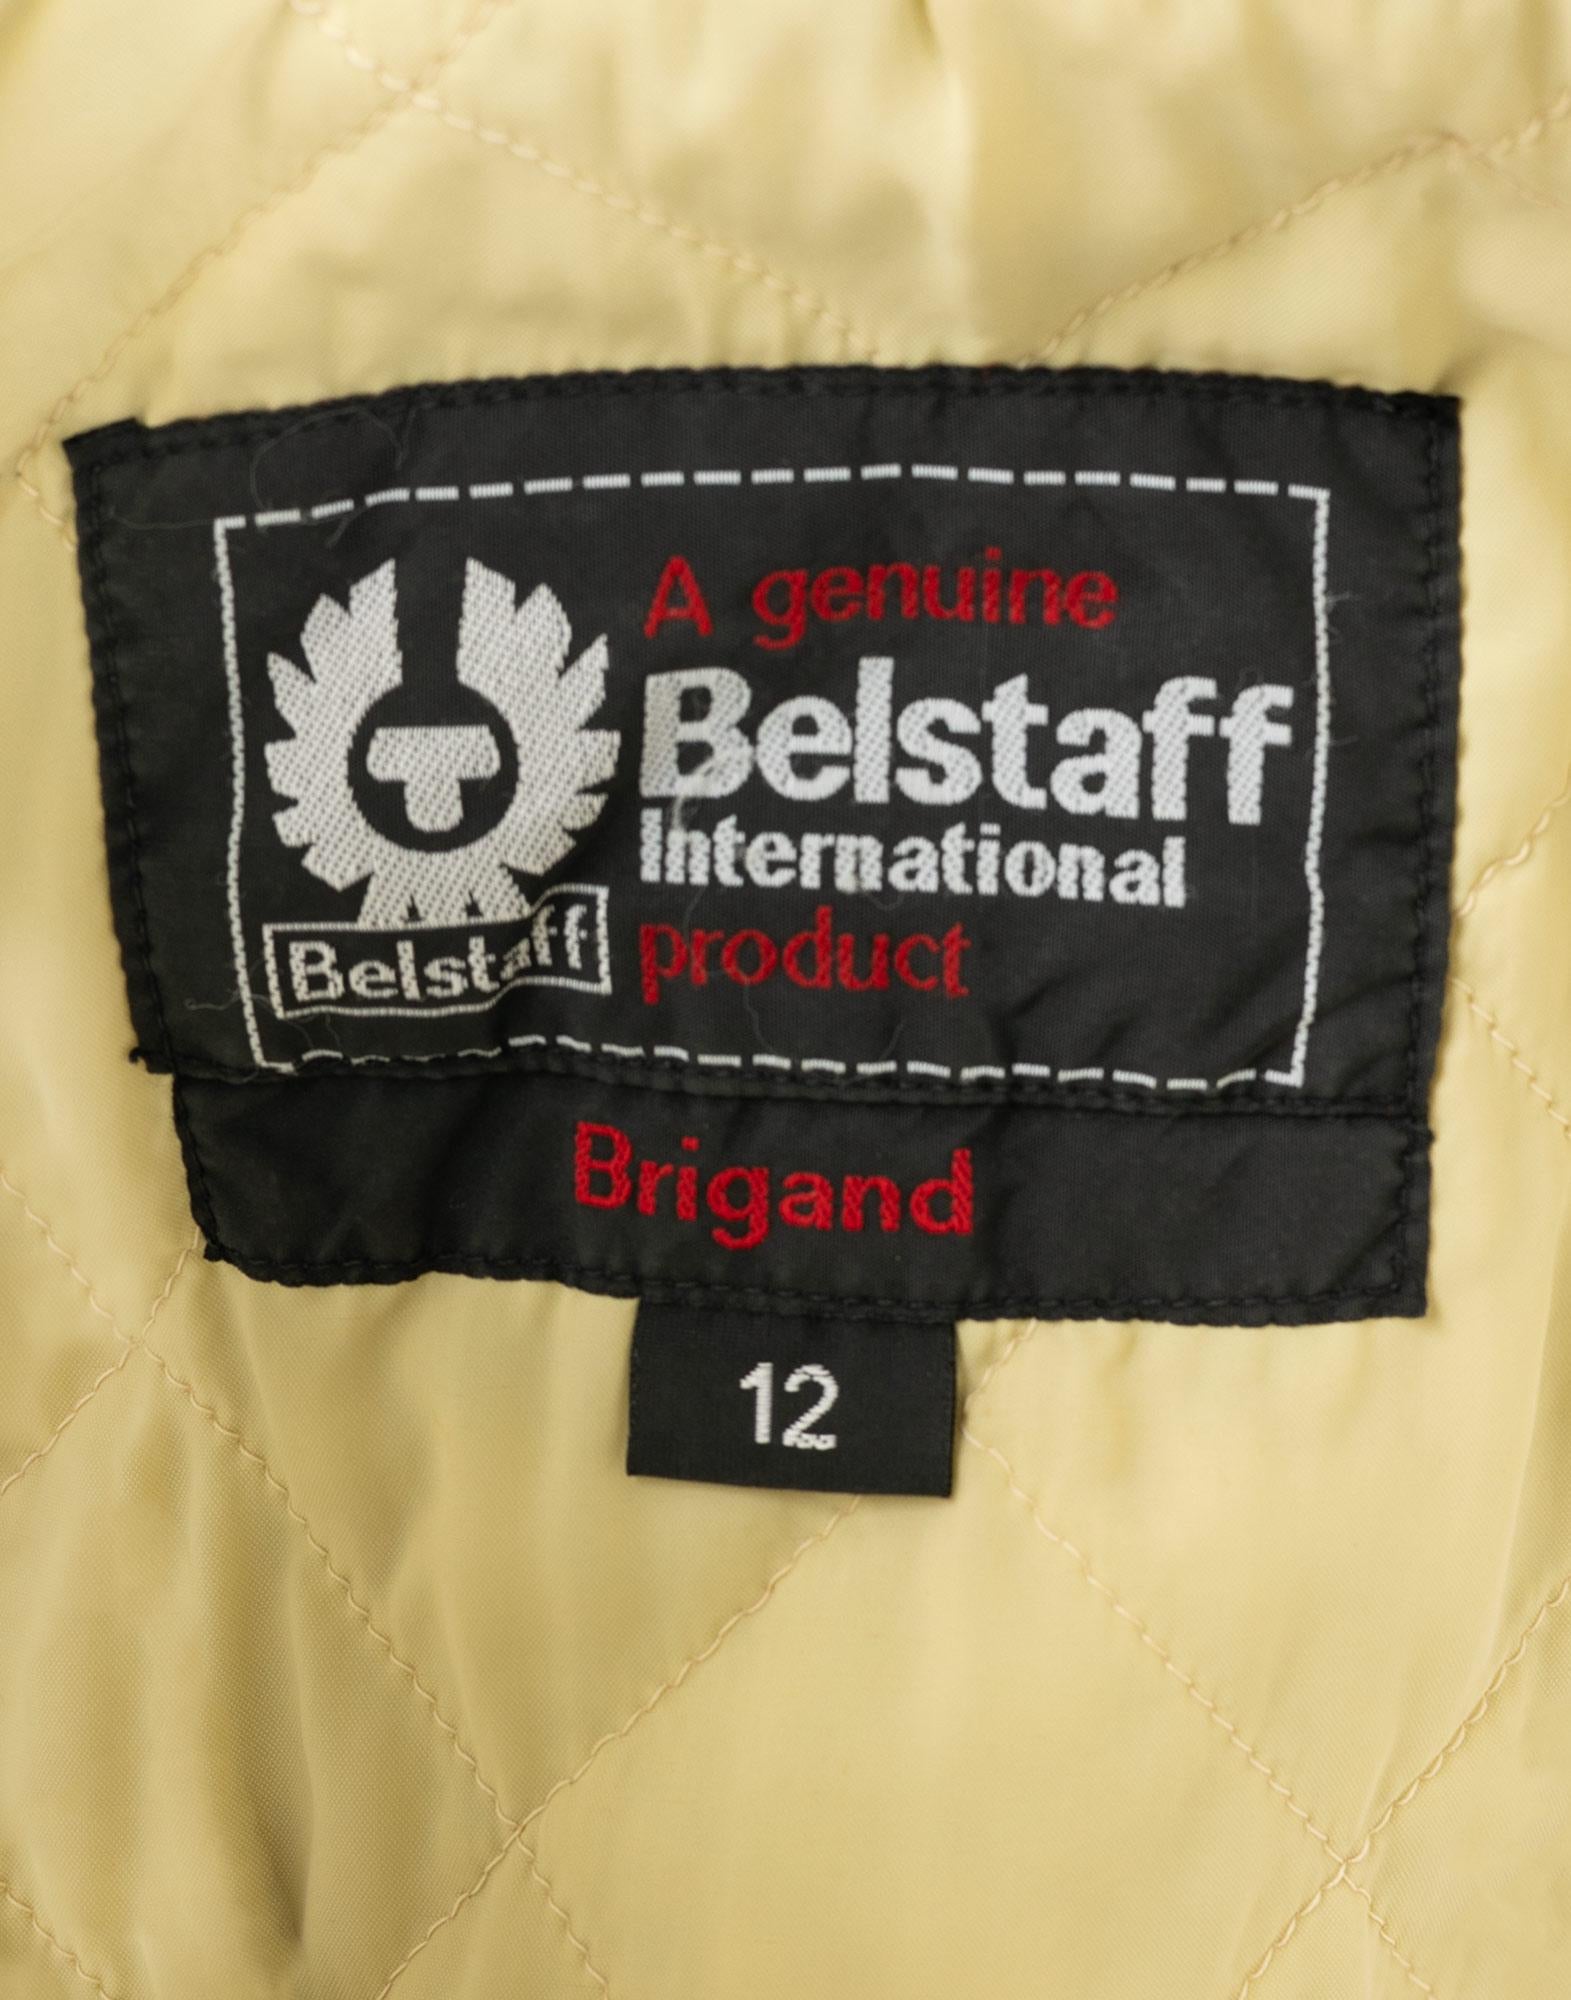 A genuine
Belstaff
International
product
Belstaff
Brigand
12